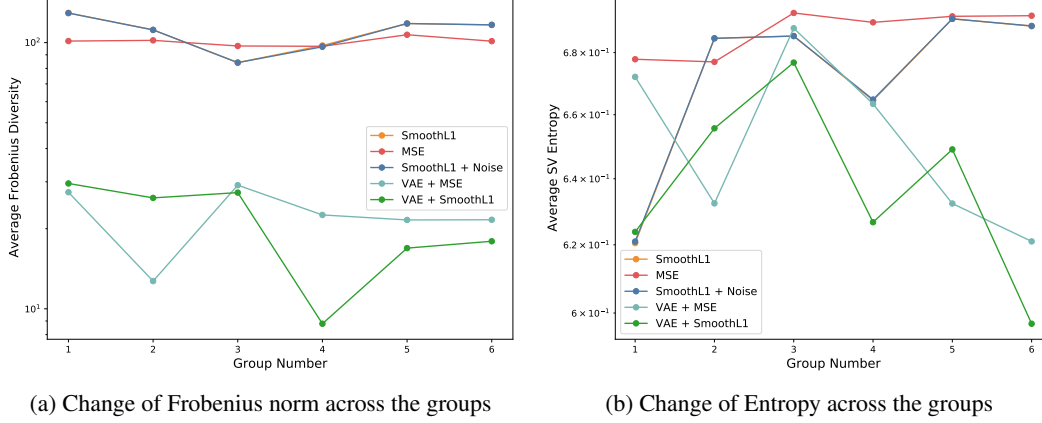 Average Frobenius Diversity
10²
10¹
SmoothL1
MSE
SmoothL1 + Noise
VAE + MSE
VAE + SmoothL1
1 2 3 4 5 6
Group Number
(a) Change of Frobenius norm across the groups
Average SV Entropy
6.8 × 10⁻¹
6.6 × 10⁻¹
6.4 × 10⁻¹
6.2 × 10⁻¹
6 × 10⁻¹
SmoothL1
MSE
SmoothL1 + Noise
VAE + MSE
VAE + SmoothL1
1 2 3 4 5 6
Group Number
(b) Change of Entropy across the groups